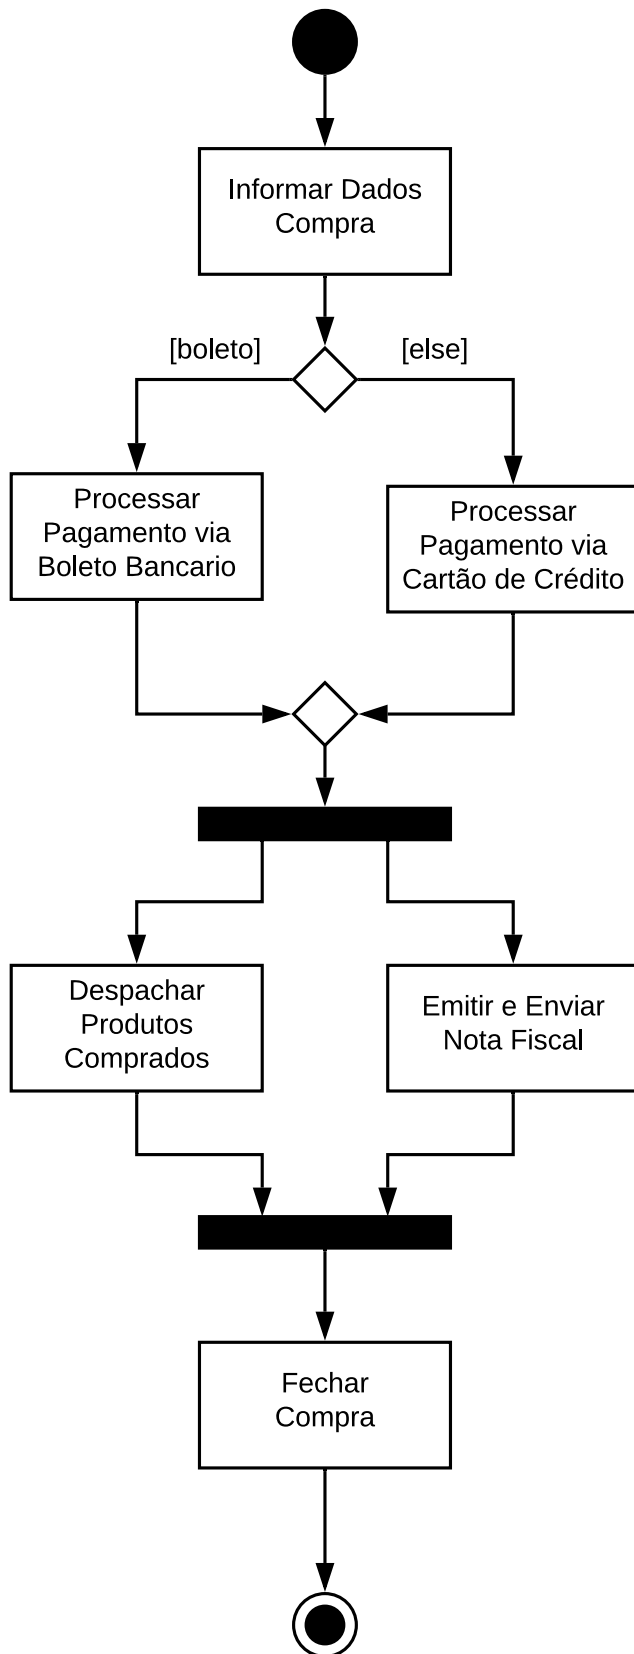 Informar Dados
Compra
[boleto]
[else]
Processar
Pagamento via
Boleto Bancario
Processar
Pagamento via
Cartão de Crédito
Despachar
Produtos
Comprados
Emitir e Enviar
Nota Fiscal
Fechar
Compra